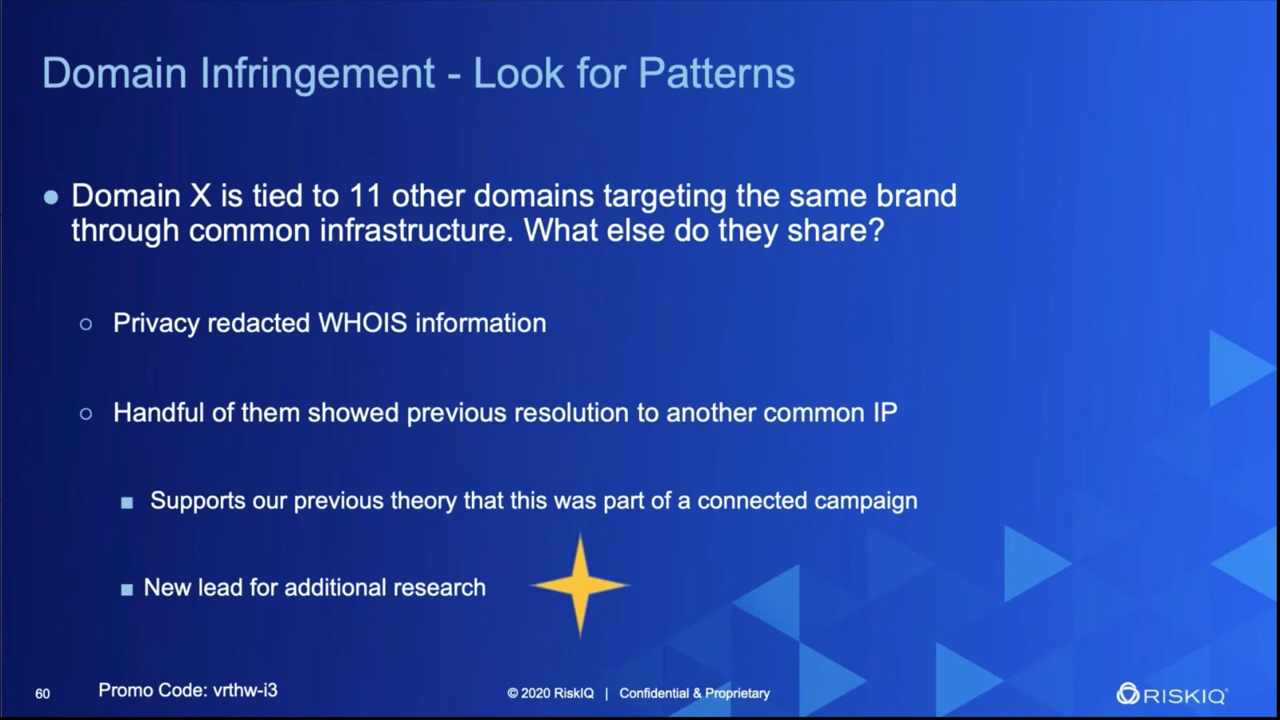 Domain Infringement - Look for Patterns
● Domain X is tied to 11 other domains targeting the same brand
through common infrastructure. What else do they share?
○ Privacy redacted WHOIS information
○ Handful of them showed previous resolution to another common IP
■ Supports our previous theory that this was part of a connected campaign
■ New lead for additional research
60 Promo Code: vrthw-i3 © 2020 RiskIQ | Confidential & Proprietary RISKIQ